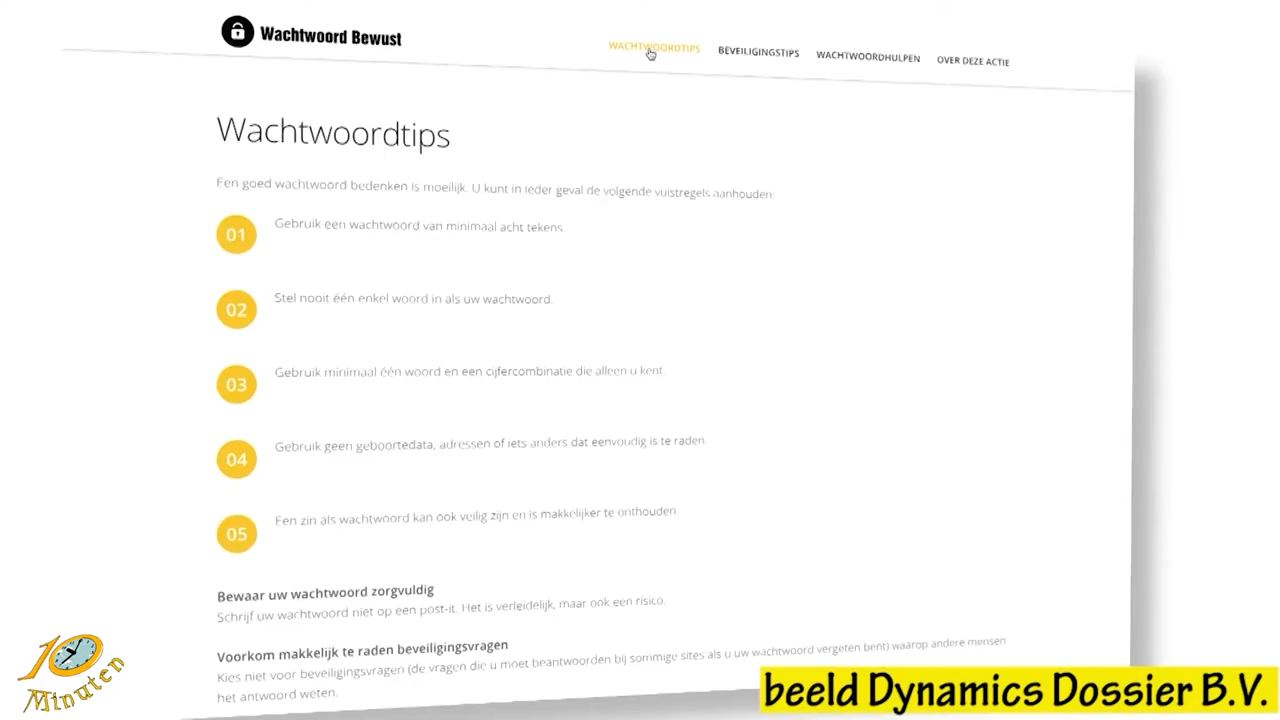 Wachtwoord Bewust
WACHTWOORDTIPS BEVEILIGINGSTIPS WACHTWOORDHULPEN OVER DEZE ACTIE
Wachtwoordtips
Een goed wachtwoord bedenken is moeilijk. U kunt in ieder geval de volgende vuistregels aanhouden:
01 Gebruik een wachtwoord van minimaal acht tekens.
02 Stel nooit één enkel woord in als uw wachtwoord.
03 Gebruik minimaal één woord en een cijfercombinatie die alleen u kent.
04 Gebruik geen geboortedata, adressen of iets anders dat eenvoudig is te raden.
05 Een zin als wachtwoord kan ook veilig zijn en is makkelijker te onthouden.
Bewaar uw wachtwoord zorgvuldig
Schrijf uw wachtwoord niet op een post-it. Het is verleidelijk, maar ook een risico.
Voorkom makkelijk te raden beveiligingsvragen
Kies niet voor beveiligingsvragen (de vragen die u moet beantwoorden bij sommige sites als u uw wachtwoord vergeten bent) waarop andere mensen
het antwoord weten.
10
Minuten
beeld Dynamics Dossier B.V.